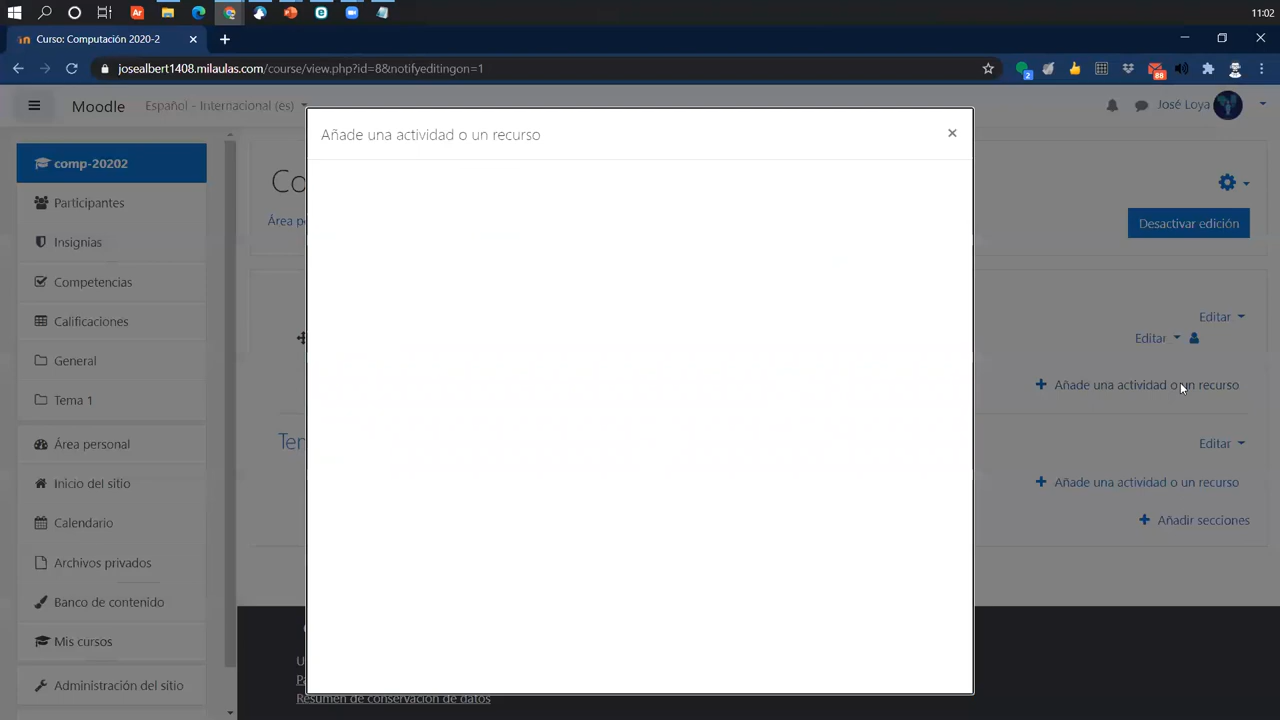 11:02
Curso: Computación 2020-2
josealbert1408.milaulas.com/course/view.php?id=8&notifyeditingon=1
2
88
Moodle
Español - Internacional (es)
José Loya
Añade una actividad o un recurso
comp-20202
Participantes
Insignias
Competencias
Calificaciones
General
Tema 1
Área personal
Inicio del sitio
Calendario
Archivos privados
Banco de contenido
Mis cursos
Administración del sitio
Co
Área p
Desactivar edición
Editar
Editar
Añade una actividad o un recurso
Ter
Editar
Añade una actividad o un recurso
Añadir secciones
Resumen de conservación de datos